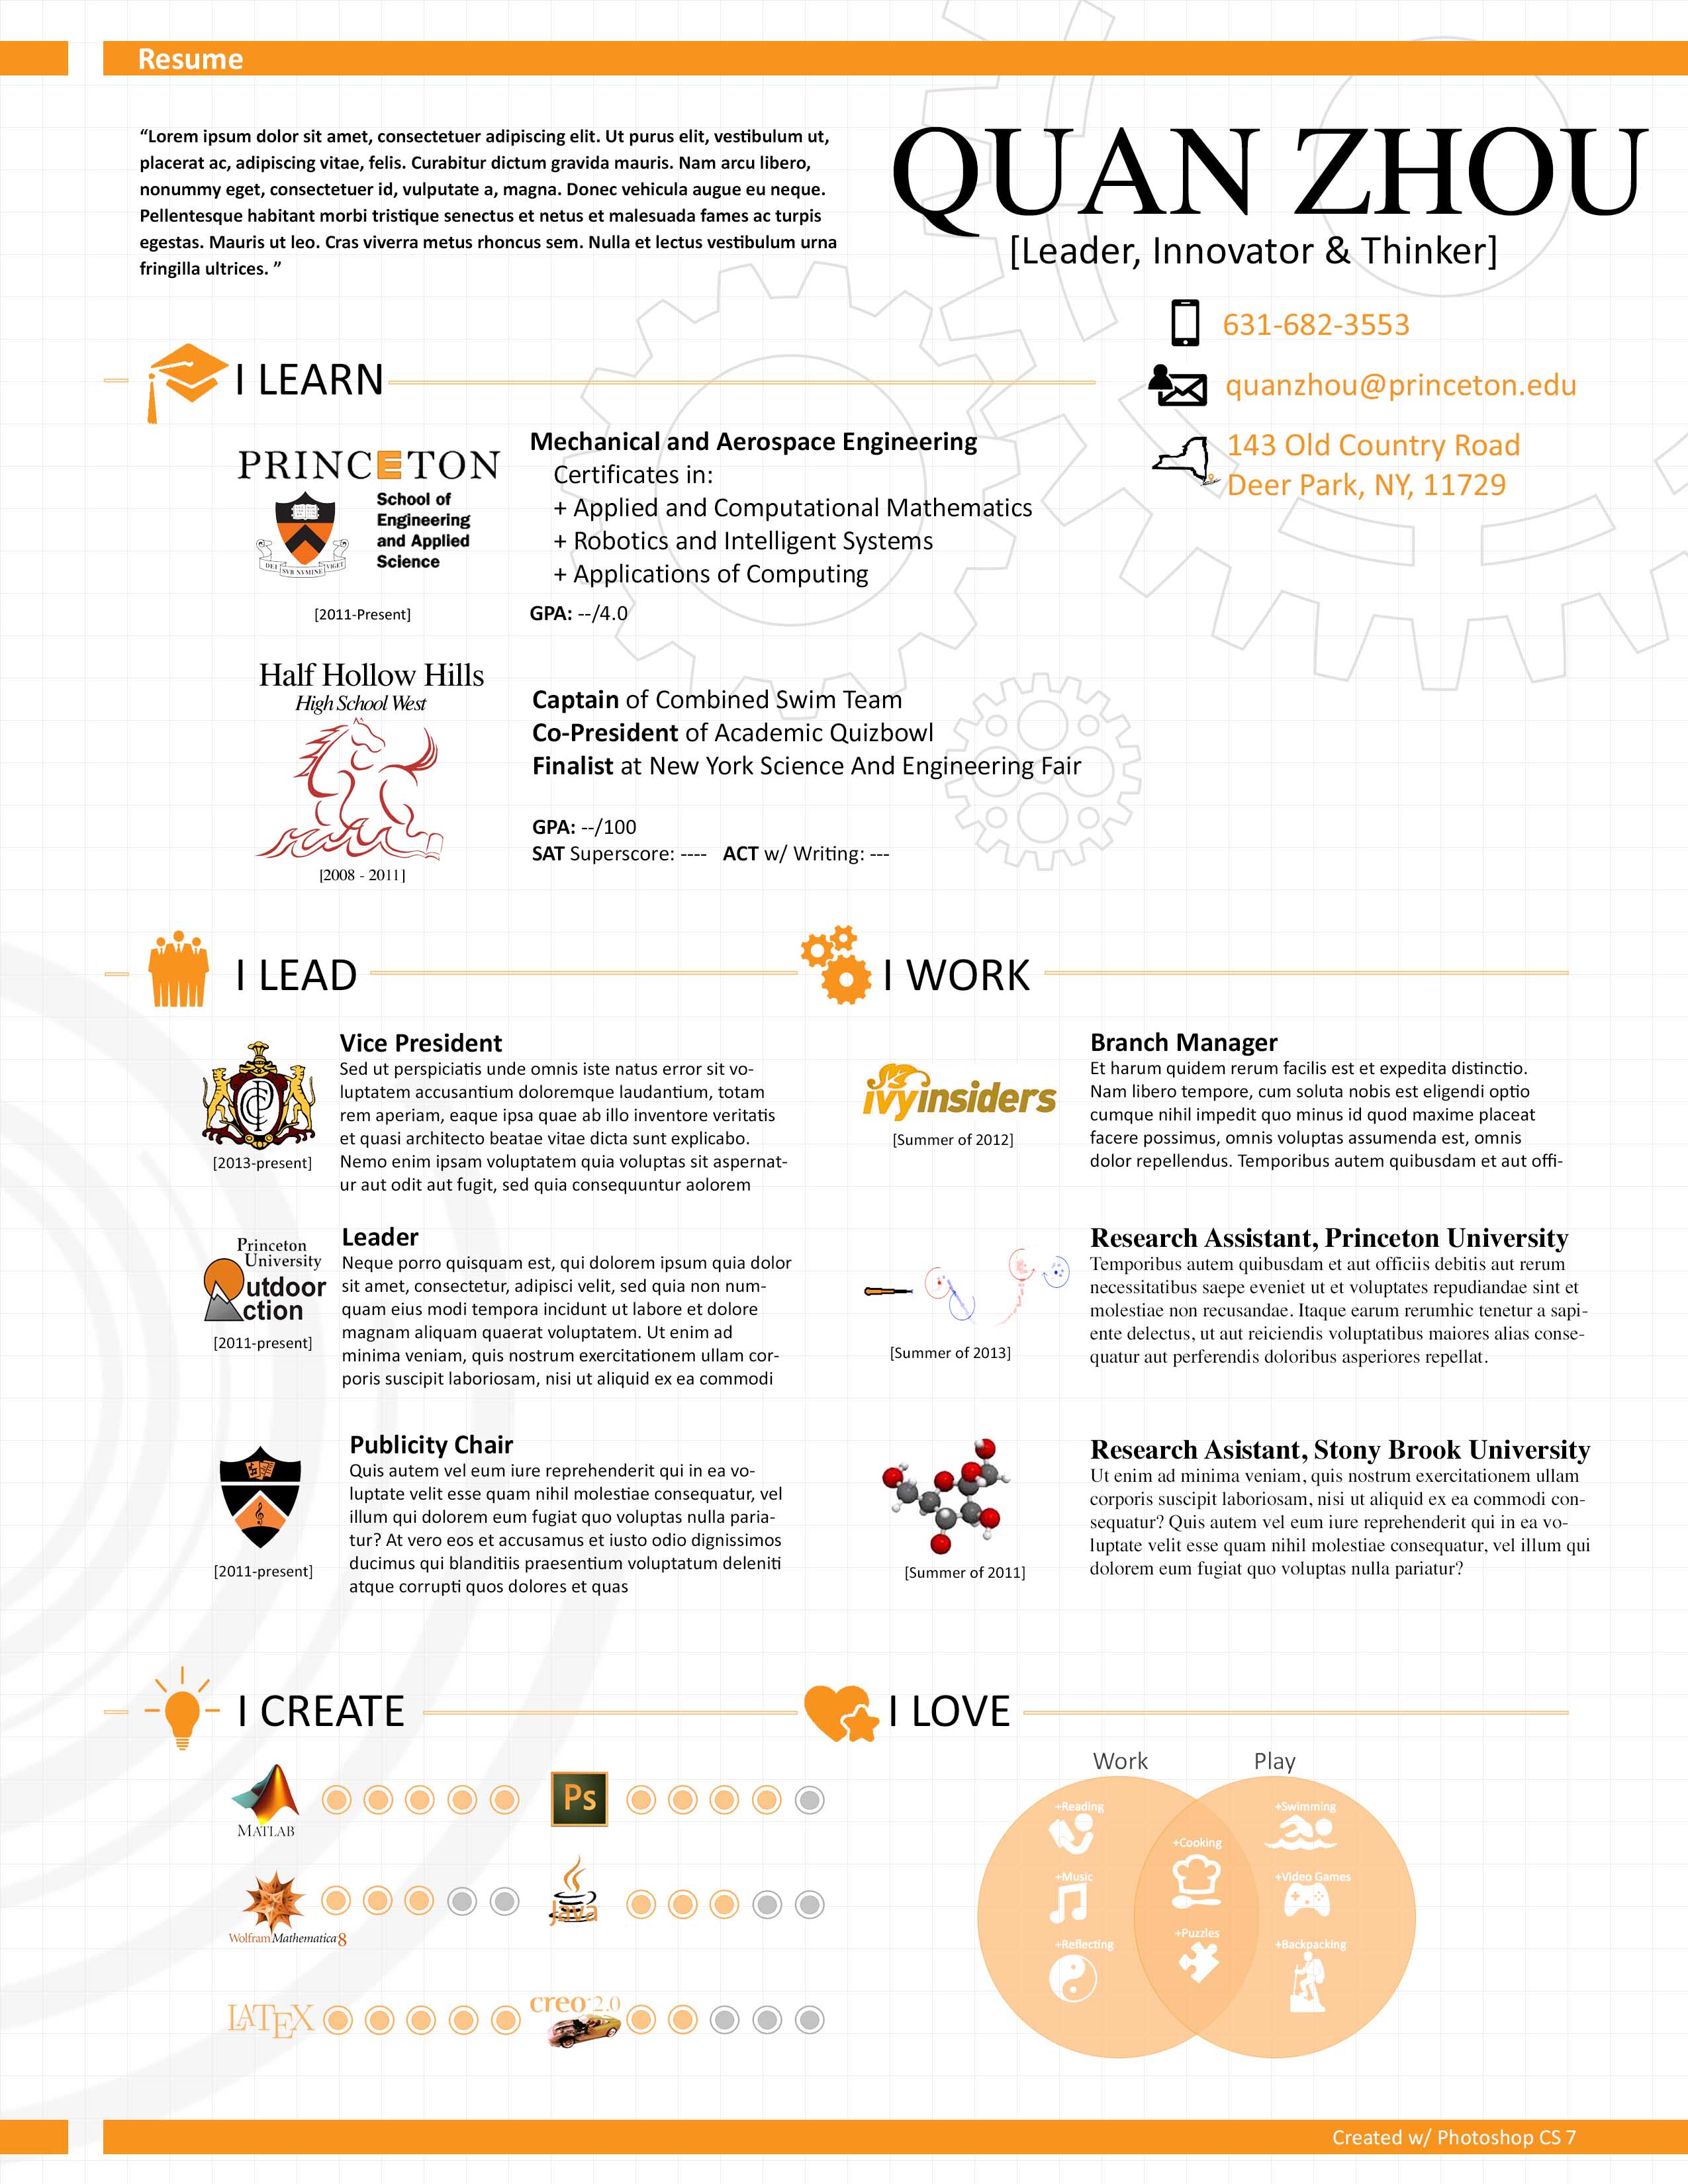 Resume
“Lorem ipsum dolor sit amet, consectetuer adipiscing elit. Ut purus elit, vestibulum ut,
placerat ac, adipiscing vitae, felis. Curabitur dictum gravida mauris. Nam arcu libero,
nonummy eget, consectetuer id, vulputate a, magna. Donec vehicula augue eu neque.
Pellentesque habitant morbi tristique senectus et netus et malesuada fames ac turpis
egestas. Mauris ut leo. Cras viverra metus rhoncus sem. Nulla et lectus vestibulum urna
fringilla ultrices. ”
QUAN ZHOU
[Leader, Innovator & Thinker]
631-682-3553
quanzhou@princeton.edu
143 Old Country Road
Deer Park, NY, 11729
I LEARN
PRINCETON
School of
Engineering
and Applied
Science
DEI SVB NVMINE VIGET
[2011-Present]
Mechanical and Aerospace Engineering
Certificates in:
+ Applied and Computational Mathematics
+ Robotics and Intelligent Systems
+ Applications of Computing
GPA: --/4.0
Half Hollow Hills
High School West
[2008 - 2011]
Captain of Combined Swim Team
Co-President of Academic Quizbowl
Finalist at New York Science And Engineering Fair
GPA: --/100
SAT Superscore: ---- ACT w/ Writing: ---
I LEAD
[2013-present]
Vice President
Sed ut perspiciatis unde omnis iste natus error sit vo-
luptatem accusantium doloremque laudantium, totam
rem aperiam, eaque ipsa quae ab illo inventore veritatis
et quasi architecto beatae vitae dicta sunt explicabo.
Nemo enim ipsam voluptatem quia voluptas sit aspernat-
ur aut odit aut fugit, sed quia consequuntur aolorem
Princeton
University
Outdoor
Action
[2011-present]
Leader
Neque porro quisquam est, qui dolorem ipsum quia dolor
sit amet, consectetur, adipisci velit, sed quia non num-
quam eius modi tempora incidunt ut labore et dolore
magnam aliquam quaerat voluptatem. Ut enim ad
minima veniam, quis nostrum exercitationem ullam cor-
poris suscipit laboriosam, nisi ut aliquid ex ea commodi
[2011-present]
Publicity Chair
Quis autem vel eum iure reprehenderit qui in ea vo-
luptate velit esse quam nihil molestiae consequatur, vel
illum qui dolorem eum fugiat quo voluptas nulla paria-
tur? At vero eos et accusamus et iusto odio dignissimos
ducimus qui blanditiis praesentium voluptatum deleniti
atque corrupti quos dolores et quas
I WORK
ivyinsiders
[Summer of 2012]
Branch Manager
Et harum quidem rerum facilis est et expedita distinctio.
Nam libero tempore, cum soluta nobis est eligendi optio
cumque nihil impedit quo minus id quod maxime placeat
facere possimus, omnis voluptas assumenda est, omnis
dolor repellendus. Temporibus autem quibusdam et aut offi-
[Summer of 2013]
Research Assistant, Princeton University
Temporibus autem quibusdam et aut officiis debitis aut rerum
necessitatibus saepe eveniet ut et voluptates repudiandae sint et
molestiae non recusandae. Itaque earum rerumhic tenetur a sapi-
ente delectus, ut aut reiciendis voluptatibus maiores alias conse-
quatur aut perferendis doloribus asperiores repellat.
[Summer of 2011]
Research Asistant, Stony Brook University
Ut enim ad minima veniam, quis nostrum exercitationem ullam
corporis suscipit laboriosam, nisi ut aliquid ex ea commodi con-
sequatur? Quis autem vel eum iure reprehenderit qui in ea vo-
luptate velit esse quam nihil molestiae consequatur, vel illum qui
dolorem eum fugiat quo voluptas nulla pariatur?
I CREATE
MATLAB
Ps
Wolfram Mathematica 8
Java
LATEX
creo 2.0
I LOVE
Work
Play
+Reading
+Music
+Reflecting
+Cooking
+Puzzles
+Swimming
+Video Games
+Backpacking
Created w/ Photoshop CS 7